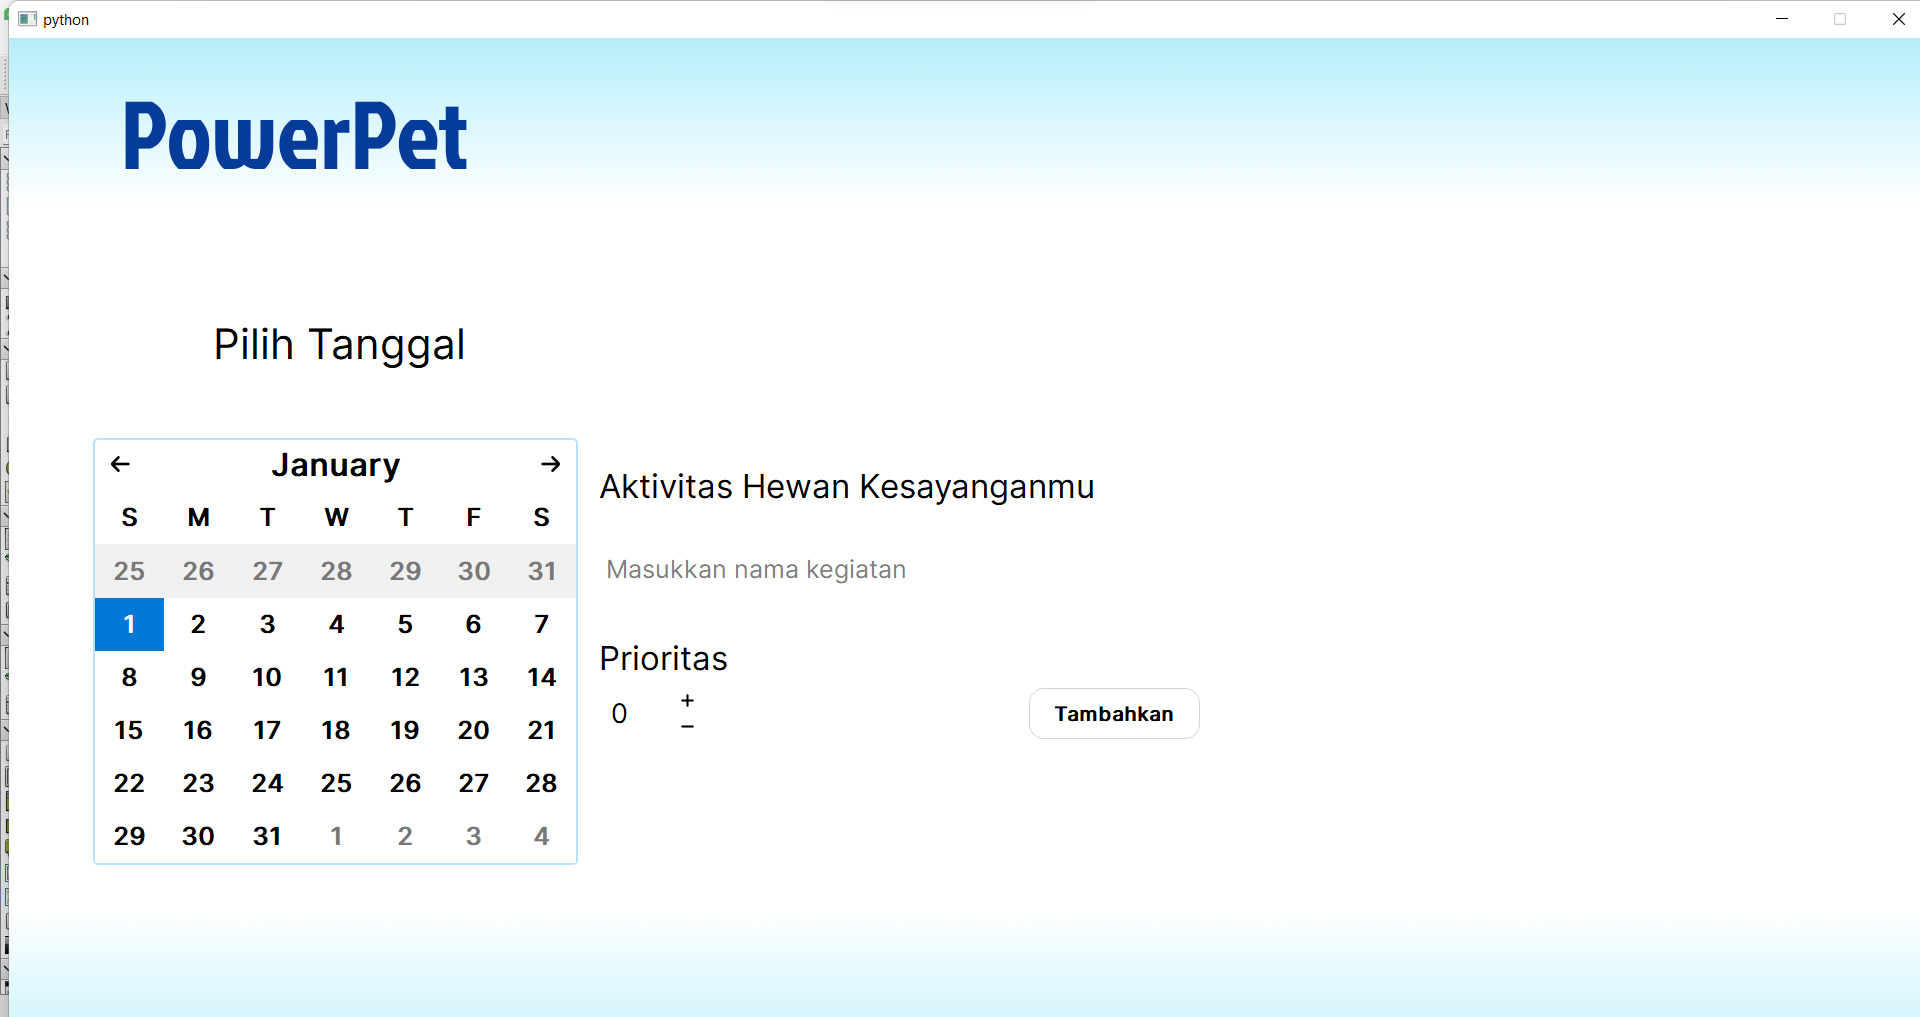 python
PowerPet
Pilih Tanggal
January
S M T W T F S
25 26 27 28 29 30 31
1 2 3 4 5 6 7
8 9 10 11 12 13 14
15 16 17 18 19 20 21
22 23 24 25 26 27 28
29 30 31 1 2 3 4
Aktivitas Hewan Kesayanganmu
Masukkan nama kegiatan
Prioritas
0 + −
Tambahkan